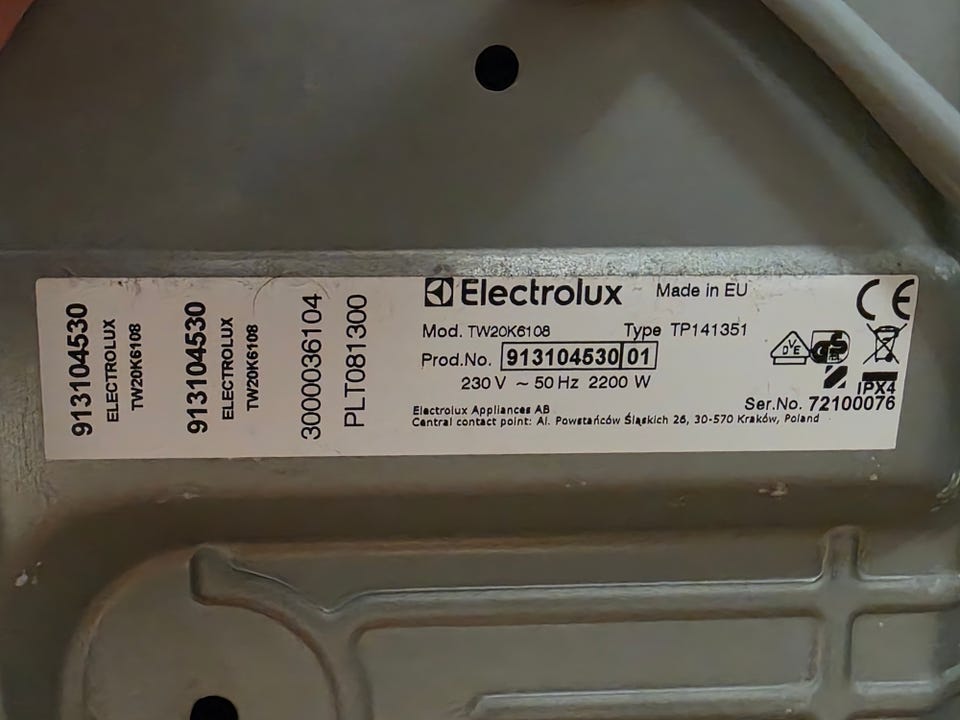 913104530
ELECTROLUX
TW20K6108
913104530
ELECTROLUX
TW20K6108
3000036104
PLT081300
Electrolux Made in EU
CE
Mod. TW20K6108 Type TP141351
Prod.No. 913104530 01
DVE GS
230 V ~ 50 Hz 2200 W
IPX4
Ser.No. 72100076
Electrolux Appliances AB
Central contact point: Al. Powstańców Śląskich 26, 30-570 Kraków, Poland